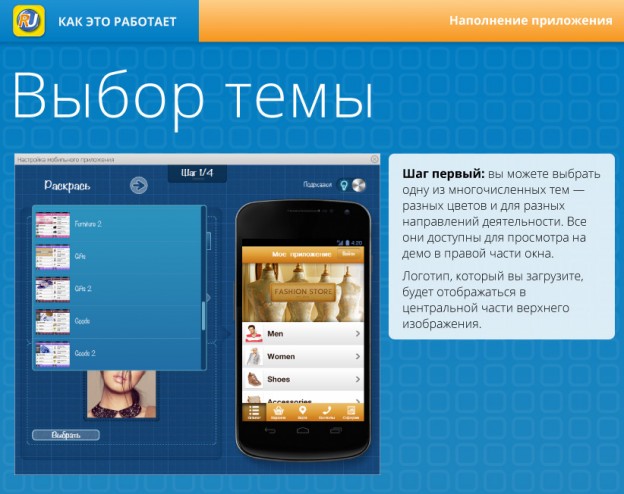 RU
КАК ЭТО РАБОТАЕТ
Наполнение приложения
Выбор темы
Настройка мобильного приложения
Шаг 1/4
Раскрась
Подсказки
Furniture 2
Gifts
Gifts 2
Goods
Goods 2
Выбрать
4:20
Мое приложение
Войти
FASHION STORE
Men
Women
Shoes
Accessories
Шаг первый: вы можете выбрать
одну из многочисленных тем —
разных цветов и для разных
направлений деятельности. Все
они доступны для просмотра на
демо в правой части окна.
Логотип, который вы загрузите,
будет отображаться в
центральной части верхнего
изображения.